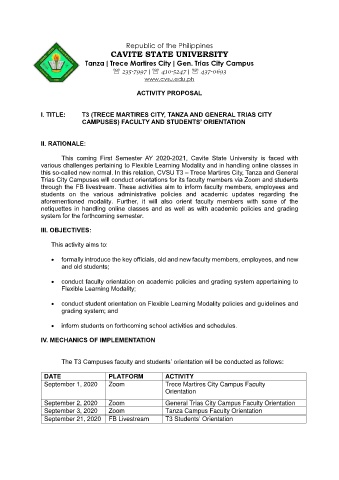 Republic of the Philippines
CAVITE STATE UNIVERSITY
Tanza | Trece Martires City | Gen. Trias City Campus
☏ 235-7997 | ☏ 410-5247 | ☏ 437-0693
www.cvsu.edu.ph
ACTIVITY PROPOSAL
I. TITLE: T3 (TRECE MARTIRES CITY, TANZA AND GENERAL TRIAS CITY
CAMPUSES) FACULTY AND STUDENTS' ORIENTATION
II. RATIONALE:
This coming First Semester AY 2020-2021, Cavite State University is faced with
various challenges pertaining to Flexible Learning Modality and in handling online classes in
this so-called new normal. In this relation, CVSU T3 – Trece Martires City, Tanza and General
Trias City Campuses will conduct orientations for its faculty members via Zoom and students
through the FB livestream. These activities aim to inform faculty members, employees and
students on the various administrative policies and academic updates regarding the
aforementioned modality. Further, it will also orient faculty members with some of the
netiquettes in handling online classes and as well as with academic policies and grading
system for the forthcoming semester.
III. OBJECTIVES:
This activity aims to:
• formally introduce the key officials, old and new faculty members, employees, and new
and old students;
• conduct faculty orientation on academic policies and grading system appertaining to
Flexible Learning Modality;
• conduct student orientation on Flexible Learning Modality policies and guidelines and
grading system; and
• inform students on forthcoming school activities and schedules.
IV. MECHANICS OF IMPLEMENTATION
The T3 Campuses faculty and students' orientation will be conducted as follows:
DATE PLATFORM ACTIVITY
September 1, 2020 Zoom Trece Martires City Campus Faculty
Orientation
September 2, 2020 Zoom General Trias City Campus Faculty Orientation
September 3, 2020 Zoom Tanza Campus Faculty Orientation
September 21, 2020 FB Livestream T3 Students' Orientation